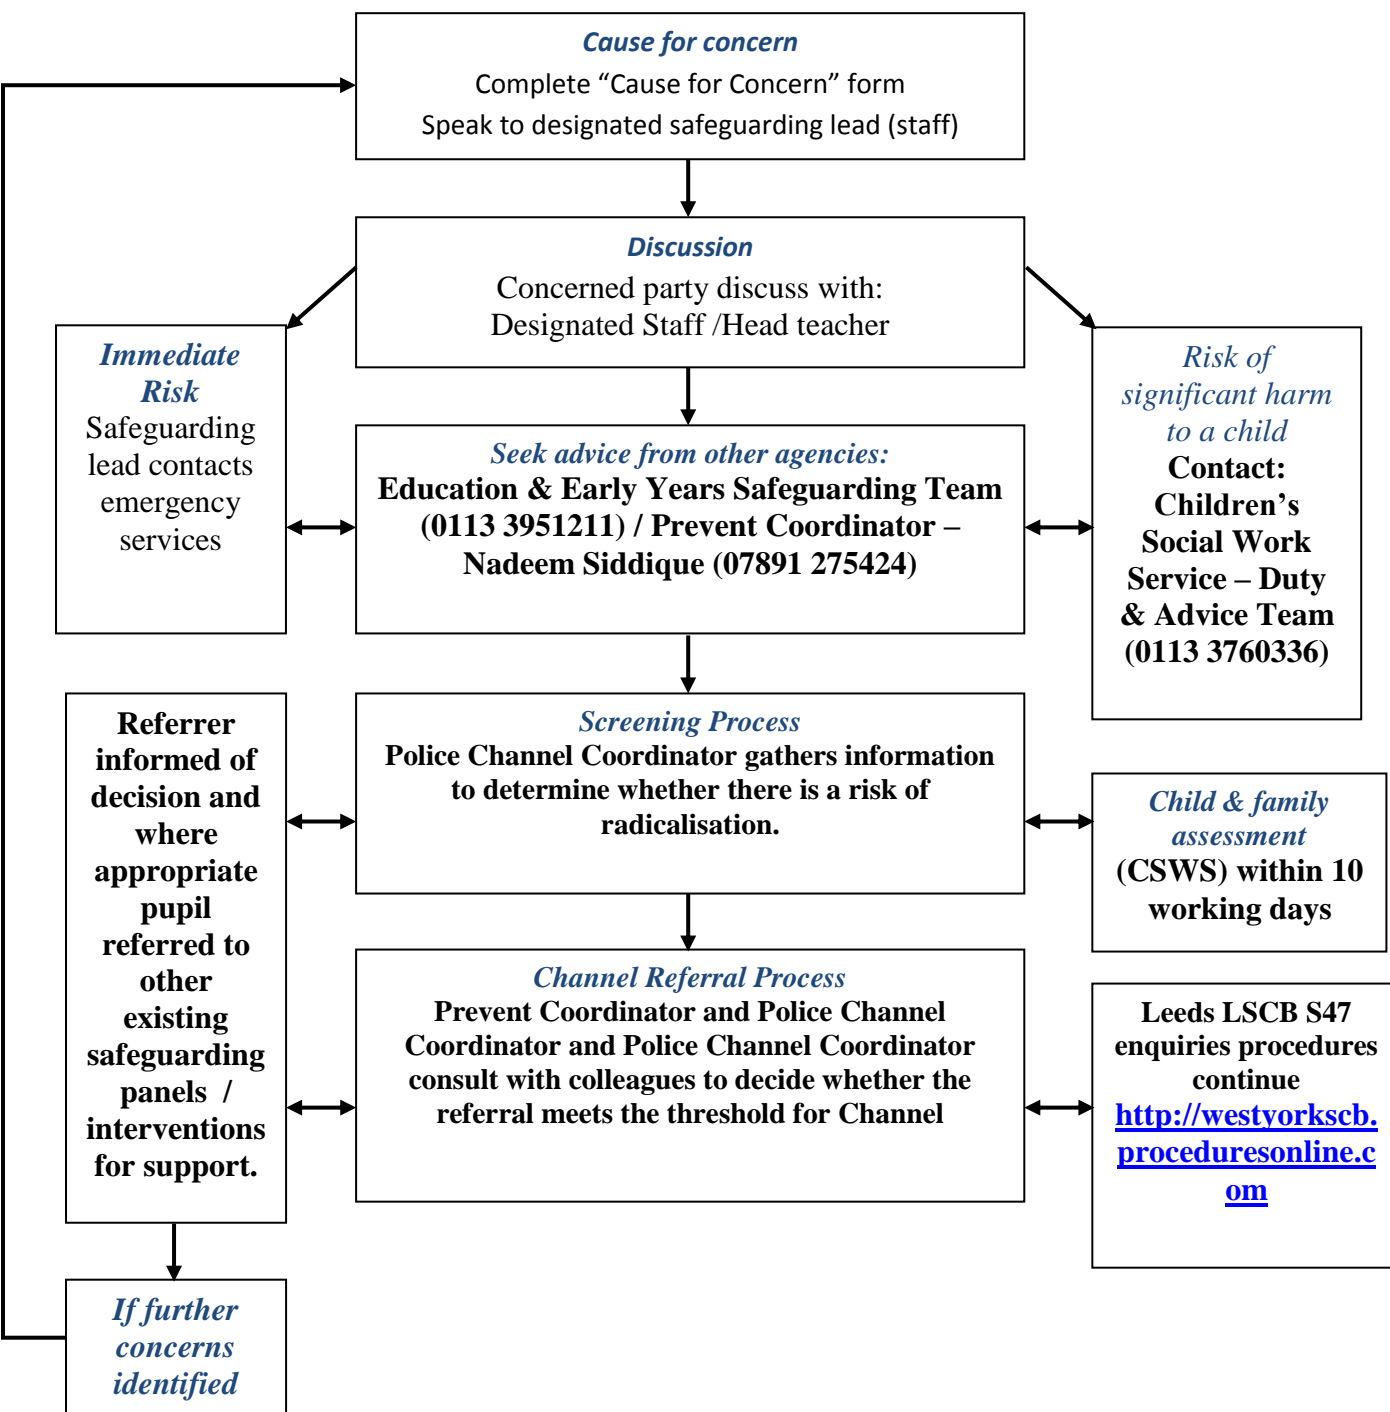 Cause for concern
Complete “Cause for Concern” form
Speak to designated safeguarding lead (staff)
Discussion
Concerned party discuss with:
Designated Staff /Head teacher
Immediate
Risk
Safeguarding
lead contacts
emergency
services
Seek advice from other agencies:
Education & Early Years Safeguarding Team
(0113 3951211) / Prevent Coordinator –
Nadeem Siddique (07891 275424)
Risk of
significant harm
to a child
Contact:
Children’s
Social Work
Service – Duty
& Advice Team
(0113 3760336)
Referrer
informed of
decision and
where
appropriate
pupil
referred to
other
existing
safeguarding
panels /
interventions
for support.
Screening Process
Police Channel Coordinator gathers information
to determine whether there is a risk of
radicalisation.
Child & family
assessment
(CSWS) within 10
working days
Channel Referral Process
Prevent Coordinator and Police Channel
Coordinator and Police Channel Coordinator
consult with colleagues to decide whether the
referral meets the threshold for Channel
Leeds LSCB S47
enquiries procedures
continue
http://westyorkscb.
proceduresonline.c
om
If further
concerns
identified